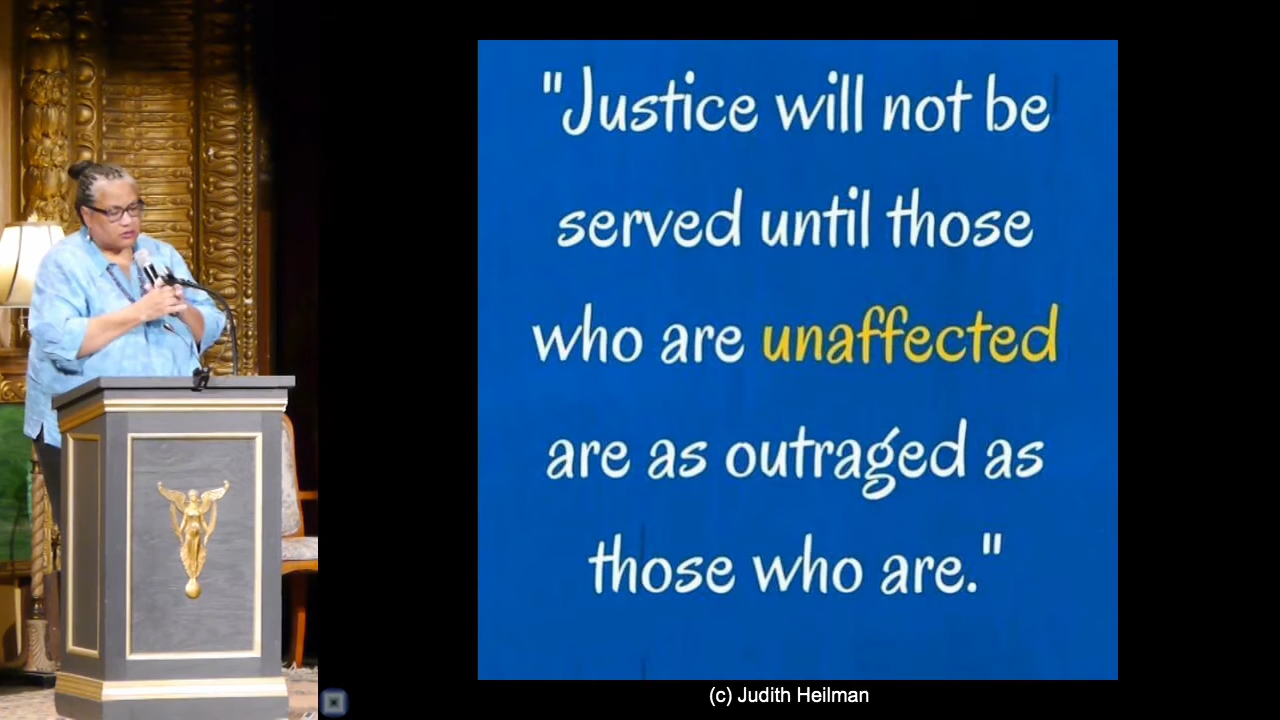 "Justice will not be
served until those
who are unaffected
are as outraged as
those who are."
(c) Judith Heilman